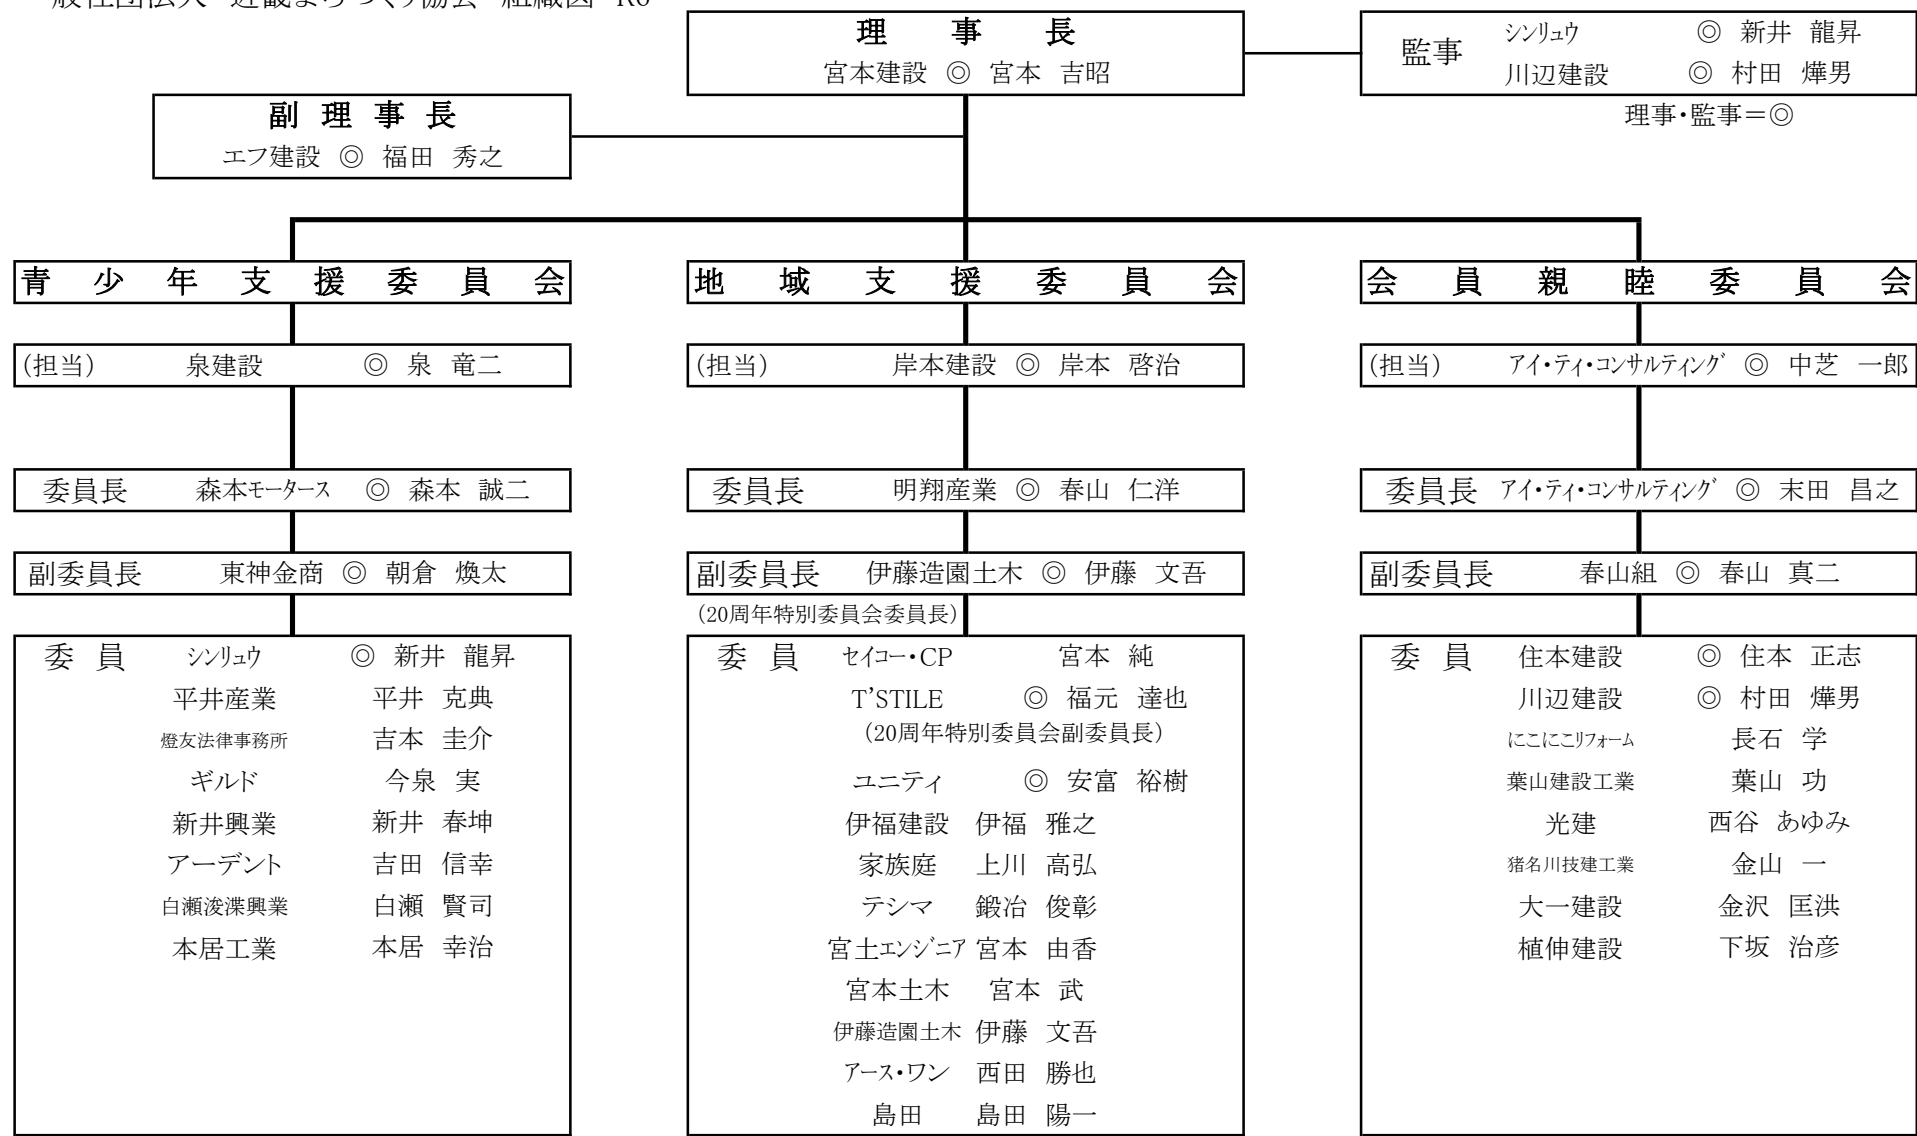 一般社団法人 近畿まちづくり協会 組織図 R6
理事長
宮本建設 ◎ 宮本 吉昭
監事 シンリュウ ◎ 新井 龍昇
川辺建設 ◎ 村田 燁男
理事・監事=◎
副理事長
エフ建設 ◎ 福田 秀之
青少年支援委員会
(担当) 泉建設 ◎ 泉 竜二
委員長 森本モータース ◎ 森本 誠二
副委員長 東神金商 ◎ 朝倉 煥太
委員 シンリュウ ◎ 新井 龍昇
平井産業 平井 克典
燈友法律事務所 吉本 圭介
ギルド 今泉 実
新井興業 新井 春坤
アーデント 吉田 信幸
白瀬浚渫興業 白瀬 賢司
本居工業 本居 幸治
地域支援委員会
(担当) 岸本建設 ◎ 岸本 啓治
委員長 明翔産業 ◎ 春山 仁洋
副委員長 伊藤造園土木 ◎ 伊藤 文吾
(20周年特別委員会委員長)
委員 セイコー・CP 宮本 純
T’STILE ◎ 福元 達也
(20周年特別委員会副委員長)
ユニティ ◎ 安富 裕樹
伊福建設 伊福 雅之
家族庭 上川 高弘
テシマ 鍛冶 俊彰
宮土エンジニア 宮本 由香
宮本土木 宮本 武
伊藤造園土木 伊藤 文吾
アース・ワン 西田 勝也
島田 島田 陽一
会員親睦委員会
(担当) アイ・ティ・コンサルティング ◎ 中芝 一郎
委員長 アイ・ティ・コンサルティング ◎ 末田 昌之
副委員長 春山組 ◎ 春山 真二
委員 住本建設 ◎ 住本 正志
川辺建設 ◎ 村田 燁男
にこにこリフォーム 長石 学
葉山建設工業 葉山 功
光建 西谷 あゆみ
猪名川技建工業 金山 一
大一建設 金沢 匡洪
植伸建設 下坂 治彦